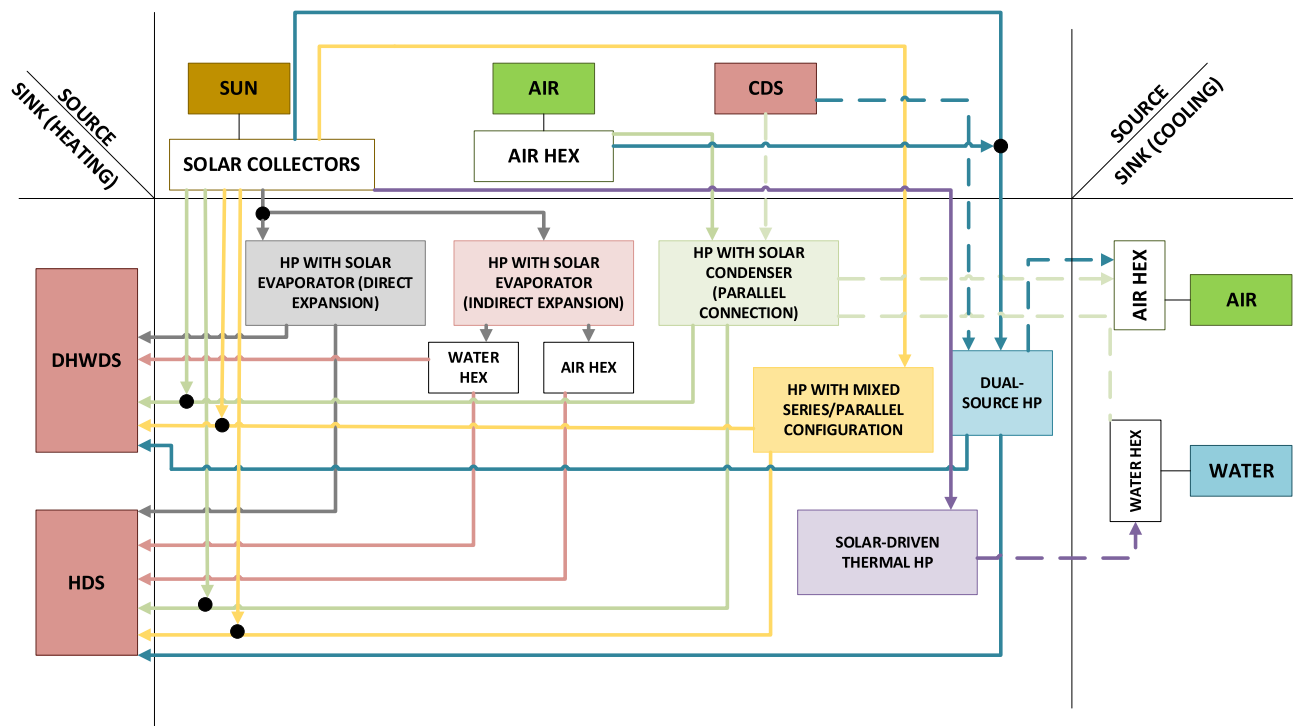 SOURCE
SINK (HEATING)
SUN
AIR
CDS
SOURCE
SINK (COOLING)
SOLAR COLLECTORS
AIR HEX
HP WITH SOLAR
EVAPORATOR (DIRECT
EXPANSION)
HP WITH SOLAR
EVAPORATOR
(INDIRECT EXPANSION)
HP WITH SOLAR
CONDENSER
(PARALLEL
CONNECTION)
AIR HEX
AIR
DHWDS
WATER
HEX
AIR HEX
HP WITH MIXED
SERIES/PARALLEL
CONFIGURATION
DUAL-
SOURCE HP
WATER HEX
WATER
HDS
SOLAR-DRIVEN
THERMAL HP